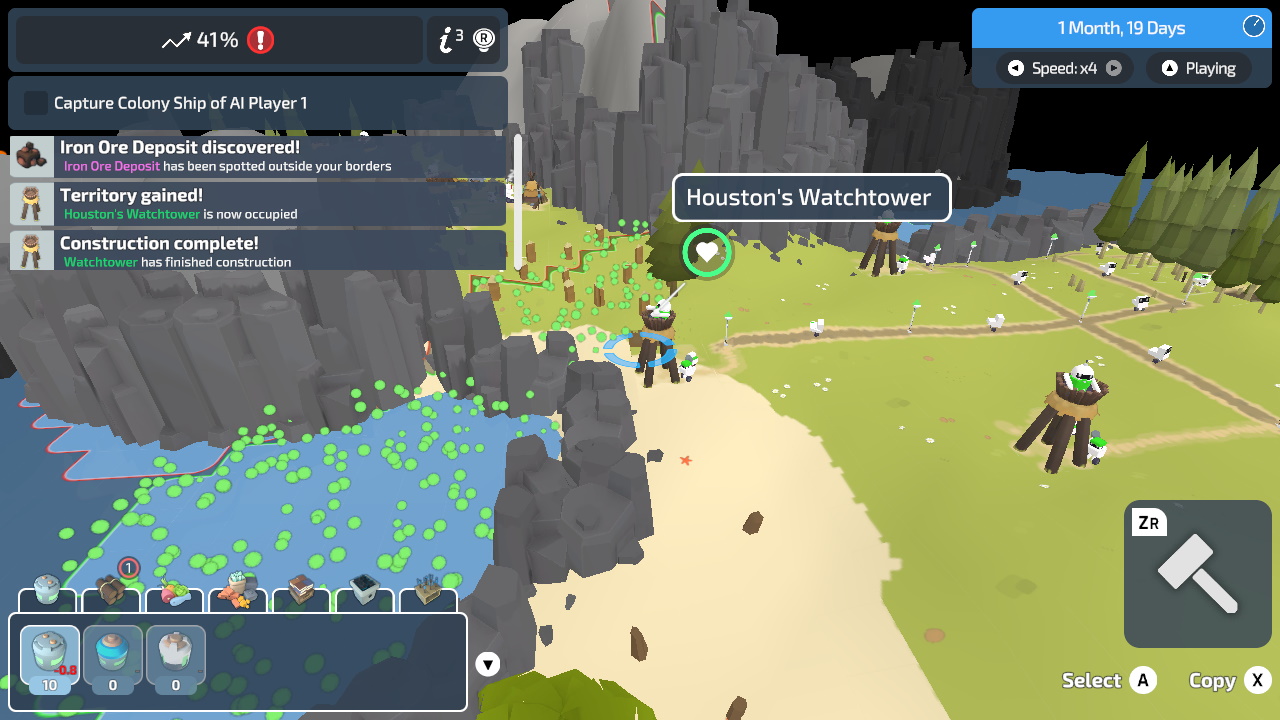 41%
i3
R
1 Month, 19 Days
Speed: x4
Playing
Capture Colony Ship of AI Player 1
Iron Ore Deposit discovered!
Iron Ore Deposit has been spotted outside your borders
Territory gained!
Houston's Watchtower is now occupied
Construction complete!
Watchtower has finished construction
Houston's Watchtower
ZR
1
-0.8
10
0
0
Select A
Copy X